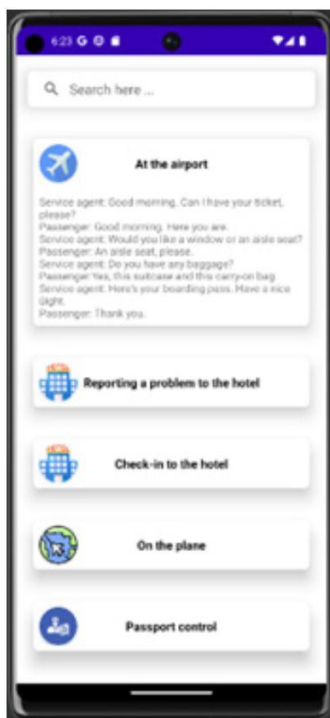 6:23 G
Search here ...
At the airport
Service agent: Good morning. Can I have your ticket,
please?
Passenger: Good morning. Here you are.
Service agent: Would you like a window or an aisle seat?
Passenger: An aisle seat, please.
Service agent: Do you have any baggage?
Passenger: Yes, this suitcase and this carry-on bag
Service agent: Here's your boarding pass. Have a nice
flight.
Passenger: Thank you.
Reporting a problem to the hotel
Check-in to the hotel
On the plane
Passport control